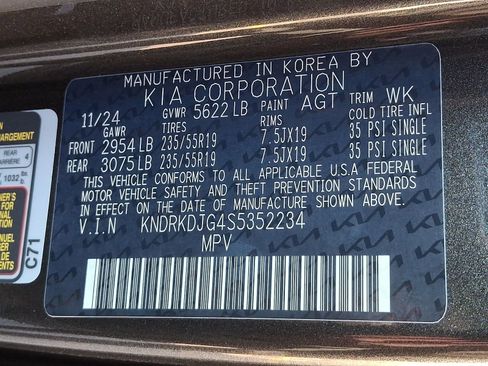 MANUFACTURED IN KOREA BY
KIA CORPORATION
11/24 GVWR 5622 LB PAINT AGT TRIM WK
GAWR TIRES RIMS COLD TIRE INFL
FRONT 2954 LB 235/55R19 7.5JX19 35 PSI SINGLE
REAR 3075 LB 235/55R19 7.5JX19 35 PSI SINGLE
THIS VEHICLE CONFORMS TO ALL APPLICABLE U.S.A FEDERAL
MOTOR VEHICLE SAFETY AND THEFT PREVENTION STANDARDS
IN EFFECT ON THE DATE OF MANUFACTURE SHOWN ABOVE.
V.I.N KNDRKDJG4S5352234
MPV
C71
1032 lbs.
4